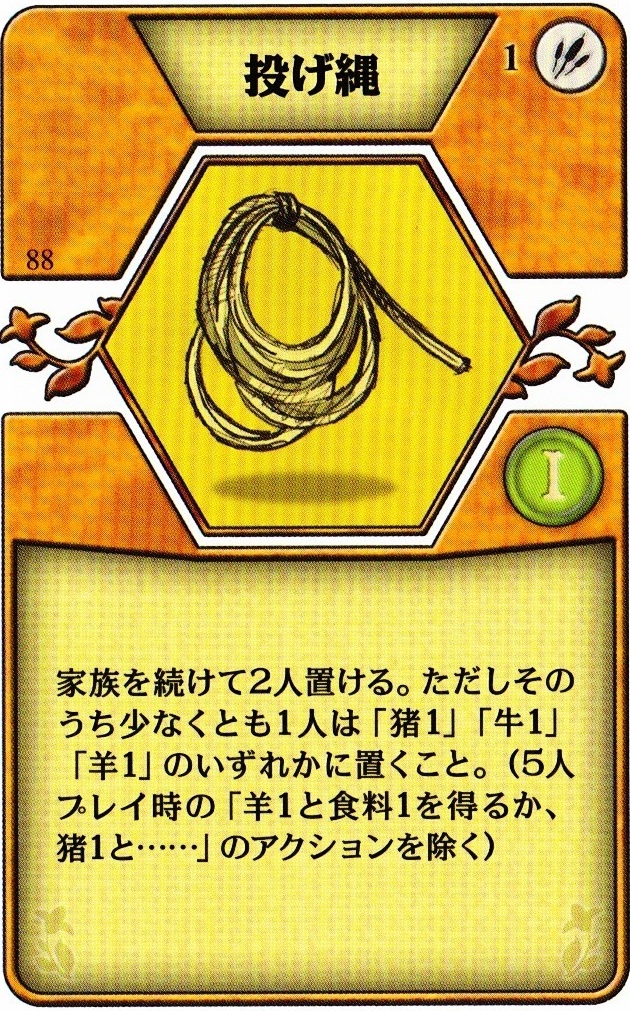 投げ縄
1
88
I
家族を続けて2人置ける。ただしその
うち少なくとも1人は「猪1」「牛1」
「羊1」のいずれかに置くこと。（5人
プレイ時の「羊1と食料1を得るか、
猪1と……」のアクションを除く）